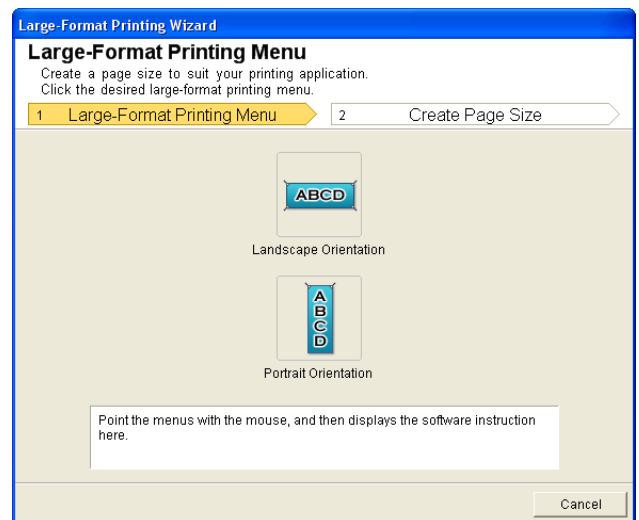 Large-Format Printing Wizard
Large-Format Printing Menu
Create a page size to suit your printing application.
Click the desired large-format printing menu.
1 Large-Format Printing Menu 2 Create Page Size
ABCD
Landscape Orientation
A
B
C
D
Portrait Orientation
Point the menus with the mouse, and then displays the software instruction
here.
Cancel